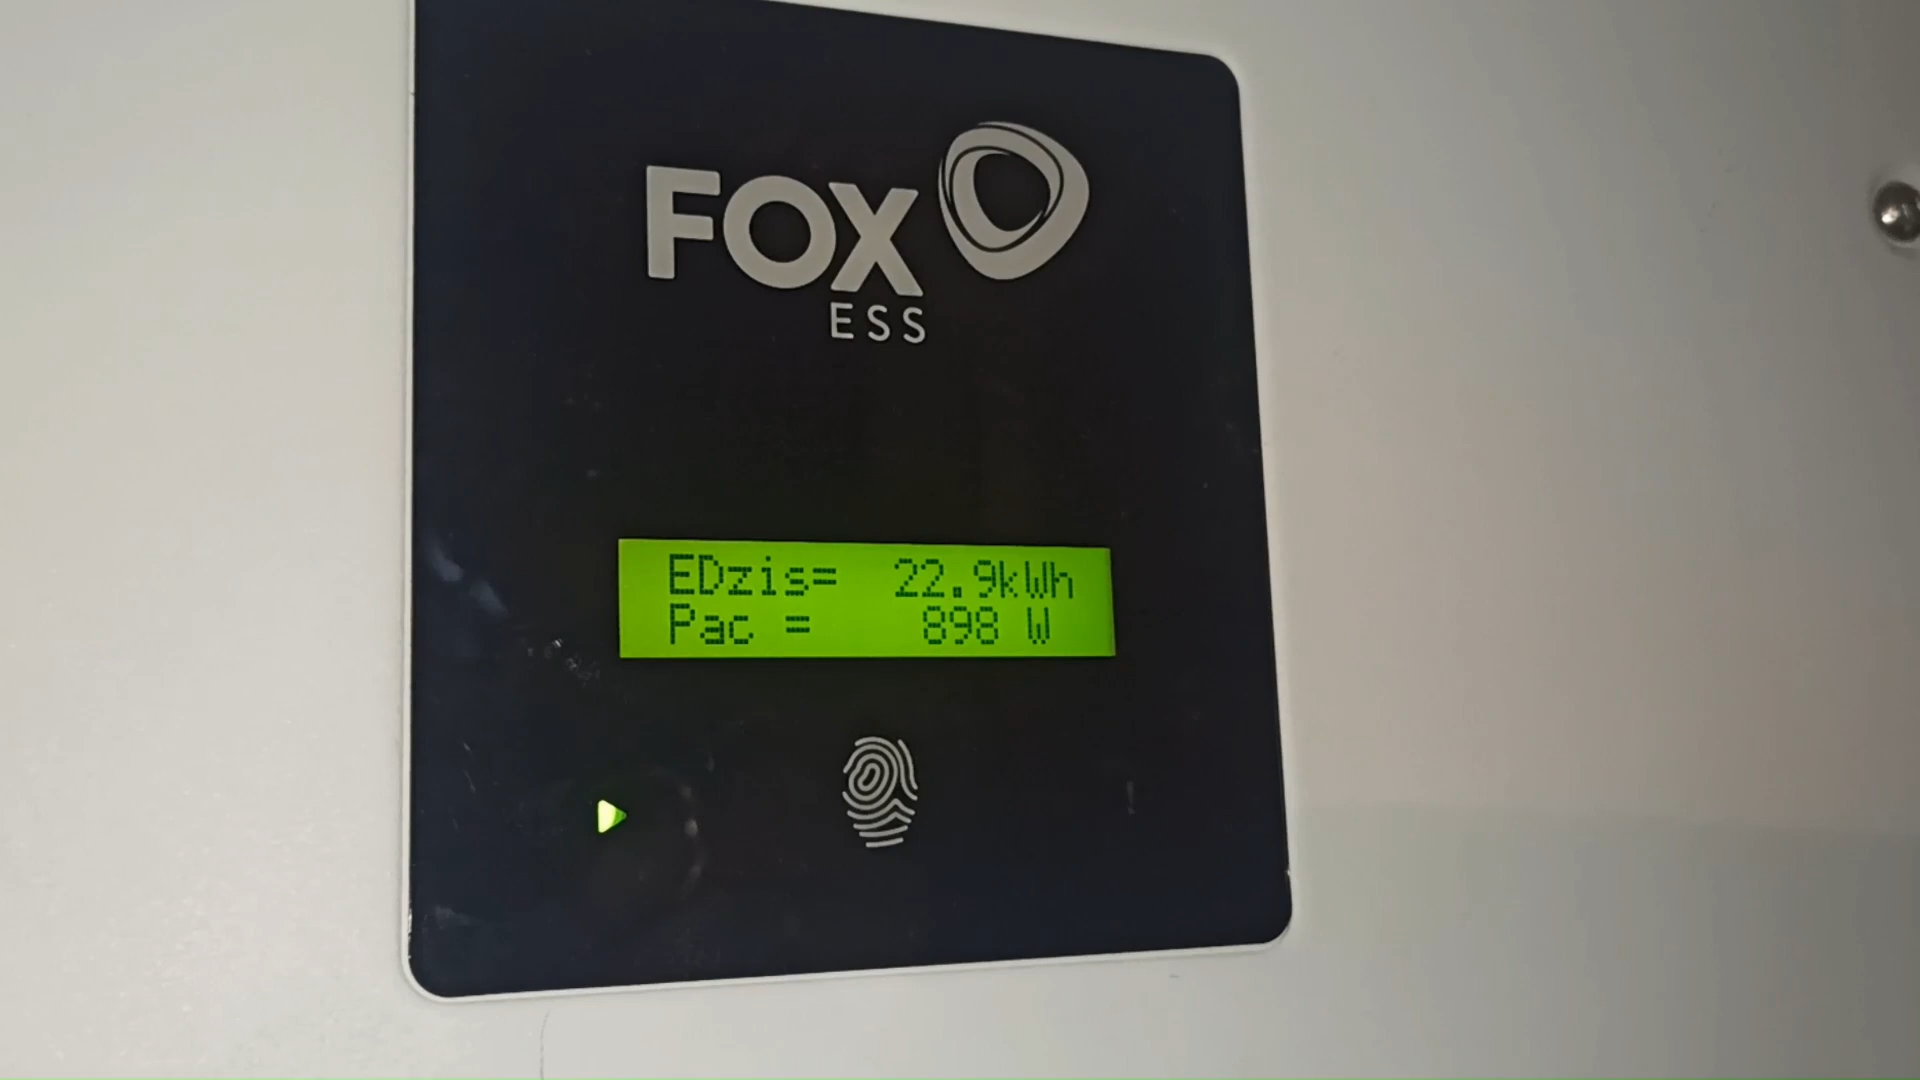 FOX
ESS
EDzis= 22.9kWh
Pac = 898 W